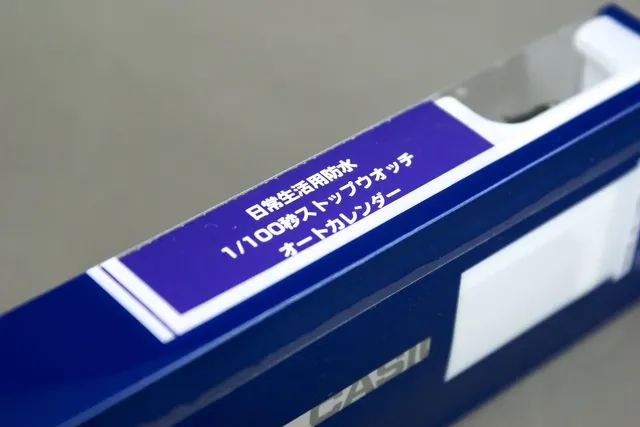 日常生活用防水
1/100秒ストップウオッチ
オートカレンダー
CASI